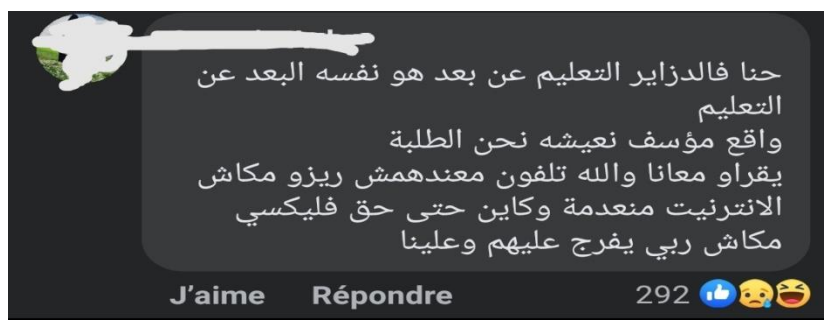 حنا فالدزاير التعليم عن بعد هو نفسه البعد عن
التعليم
واقع مؤسف نعيشه نحن الطلبة
يقراو معانا والله تلفون معندهمش ريزو مكاش
الانترنيت منعدمة وكاين حتى حق فليكسي
مكاش ربي يفرج عليهم وعلينا
J'aime Répondre 292